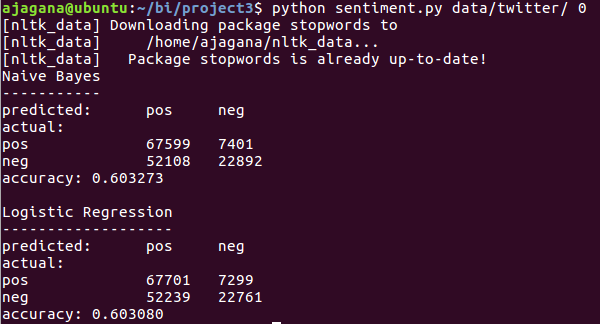 ajagana@ubuntu:~/bi/project3$ python sentiment.py data/twitter/ 0
[nltk_data] Downloading package stopwords to
[nltk_data]     /home/ajagana/nltk_data...
[nltk_data]   Package stopwords is already up-to-date!
Naive Bayes
-----------
predicted:      pos     neg
actual:
pos             67599   7401
neg             52108   22892
accuracy: 0.603273

Logistic Regression
-------------------
predicted:      pos     neg
actual:
pos             67701   7299
neg             52239   22761
accuracy: 0.603080